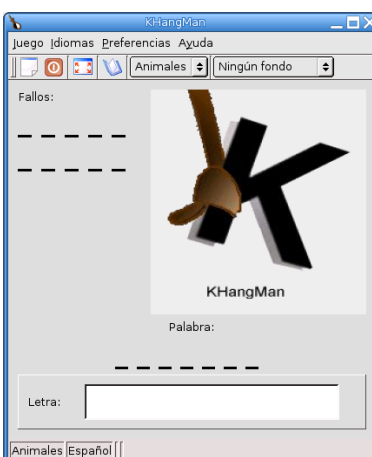 KHangMan
Juego Idiomas Preferencias Ayuda
Animales Ningún fondo
Fallos:
KHangMan
Palabra:
Letra:
Animales Español